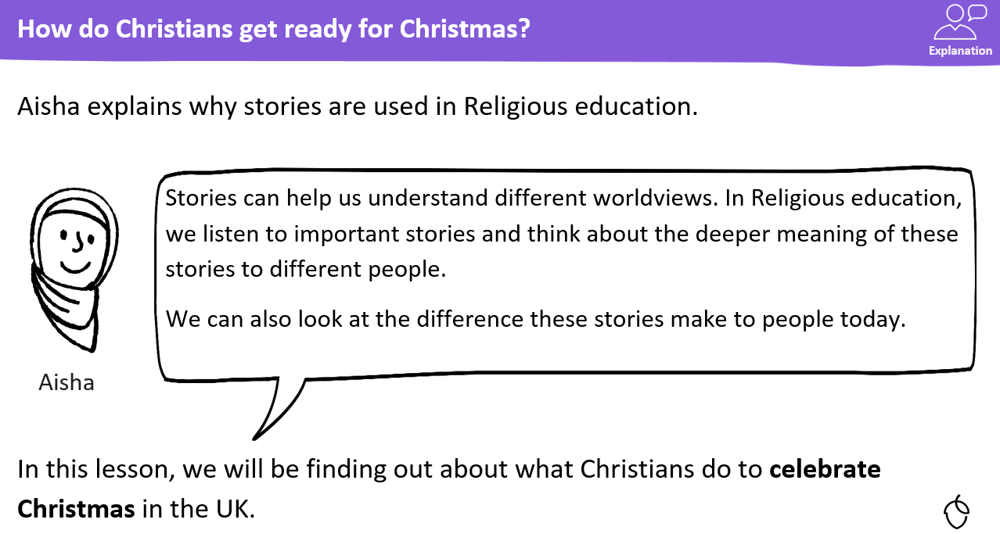 How do Christians get ready for Christmas?
Explanation
Aisha explains why stories are used in Religious education.
Stories can help us understand different worldviews. In Religious education,
we listen to important stories and think about the deeper meaning of these
stories to different people.
We can also look at the difference these stories make to people today.
Aisha
In this lesson, we will be finding out about what Christians do to celebrate
Christmas in the UK.